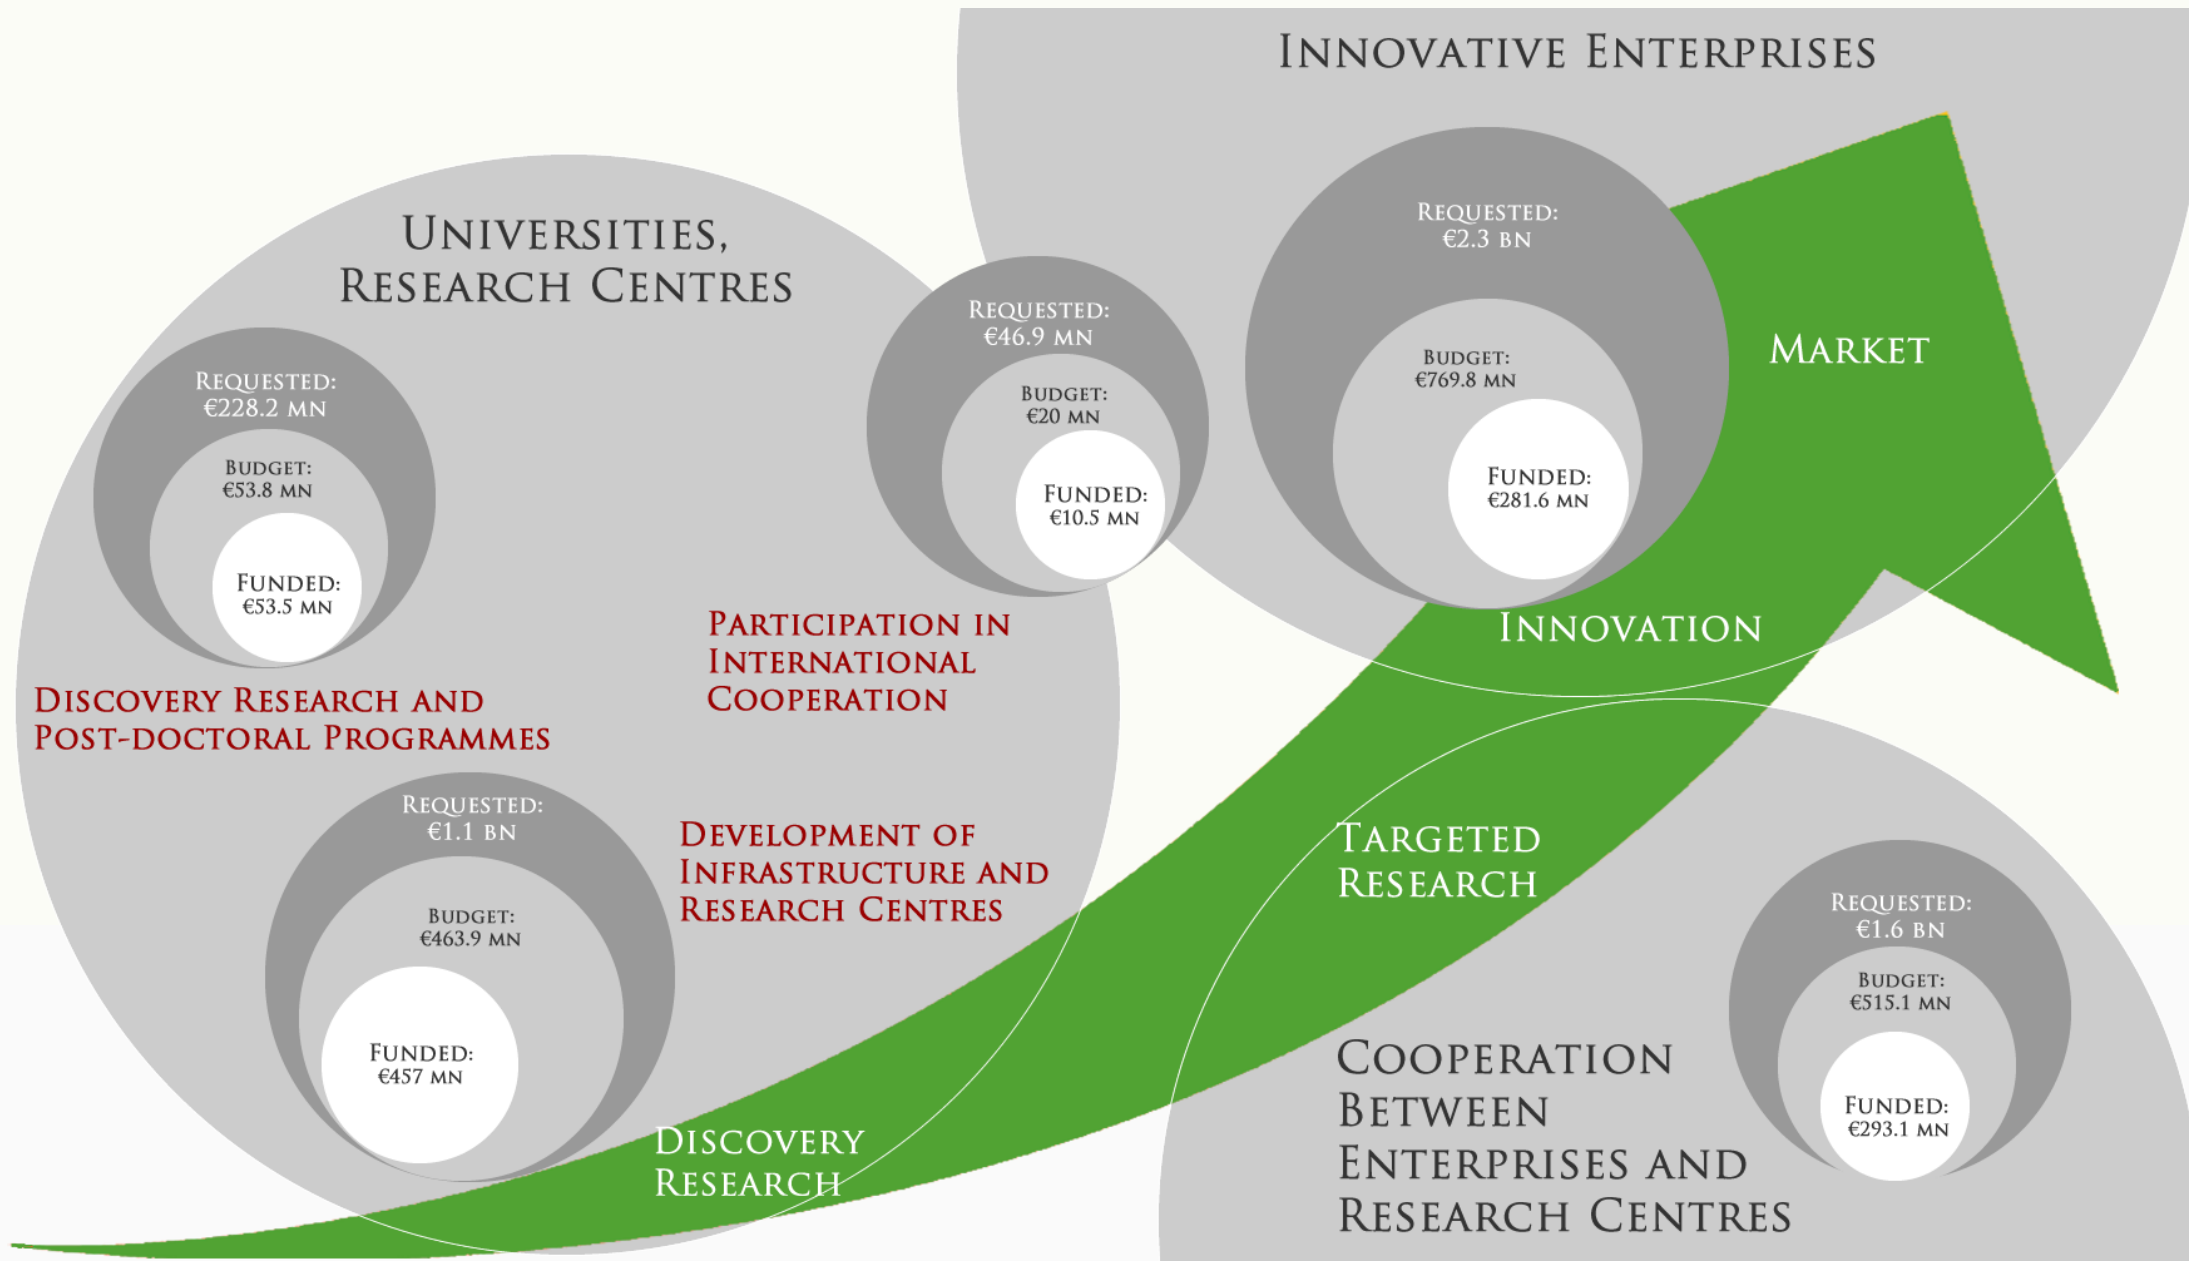 Innovative Enterprises
Universities,
Research Centres
Requested:
€2.3 bn
Budget:
€769.8 mn
Funded:
€281.6 mn
Market
Requested:
€46.9 mn
Budget:
€20 mn
Funded:
€10.5 mn
Requested:
€228.2 mn
Budget:
€53.8 mn
Funded:
€53.5 mn
Participation in
International
Cooperation
Innovation
Discovery Research and
Post-doctoral Programmes
Requested:
€1.1 bn
Budget:
€463.9 mn
Funded:
€457 mn
Development of
Infrastructure and
Research Centres
Targeted
Research
Requested:
€1.6 bn
Budget:
€515.1 mn
Funded:
€293.1 mn
Cooperation
Between
Enterprises and
Research Centres
Discovery
Research